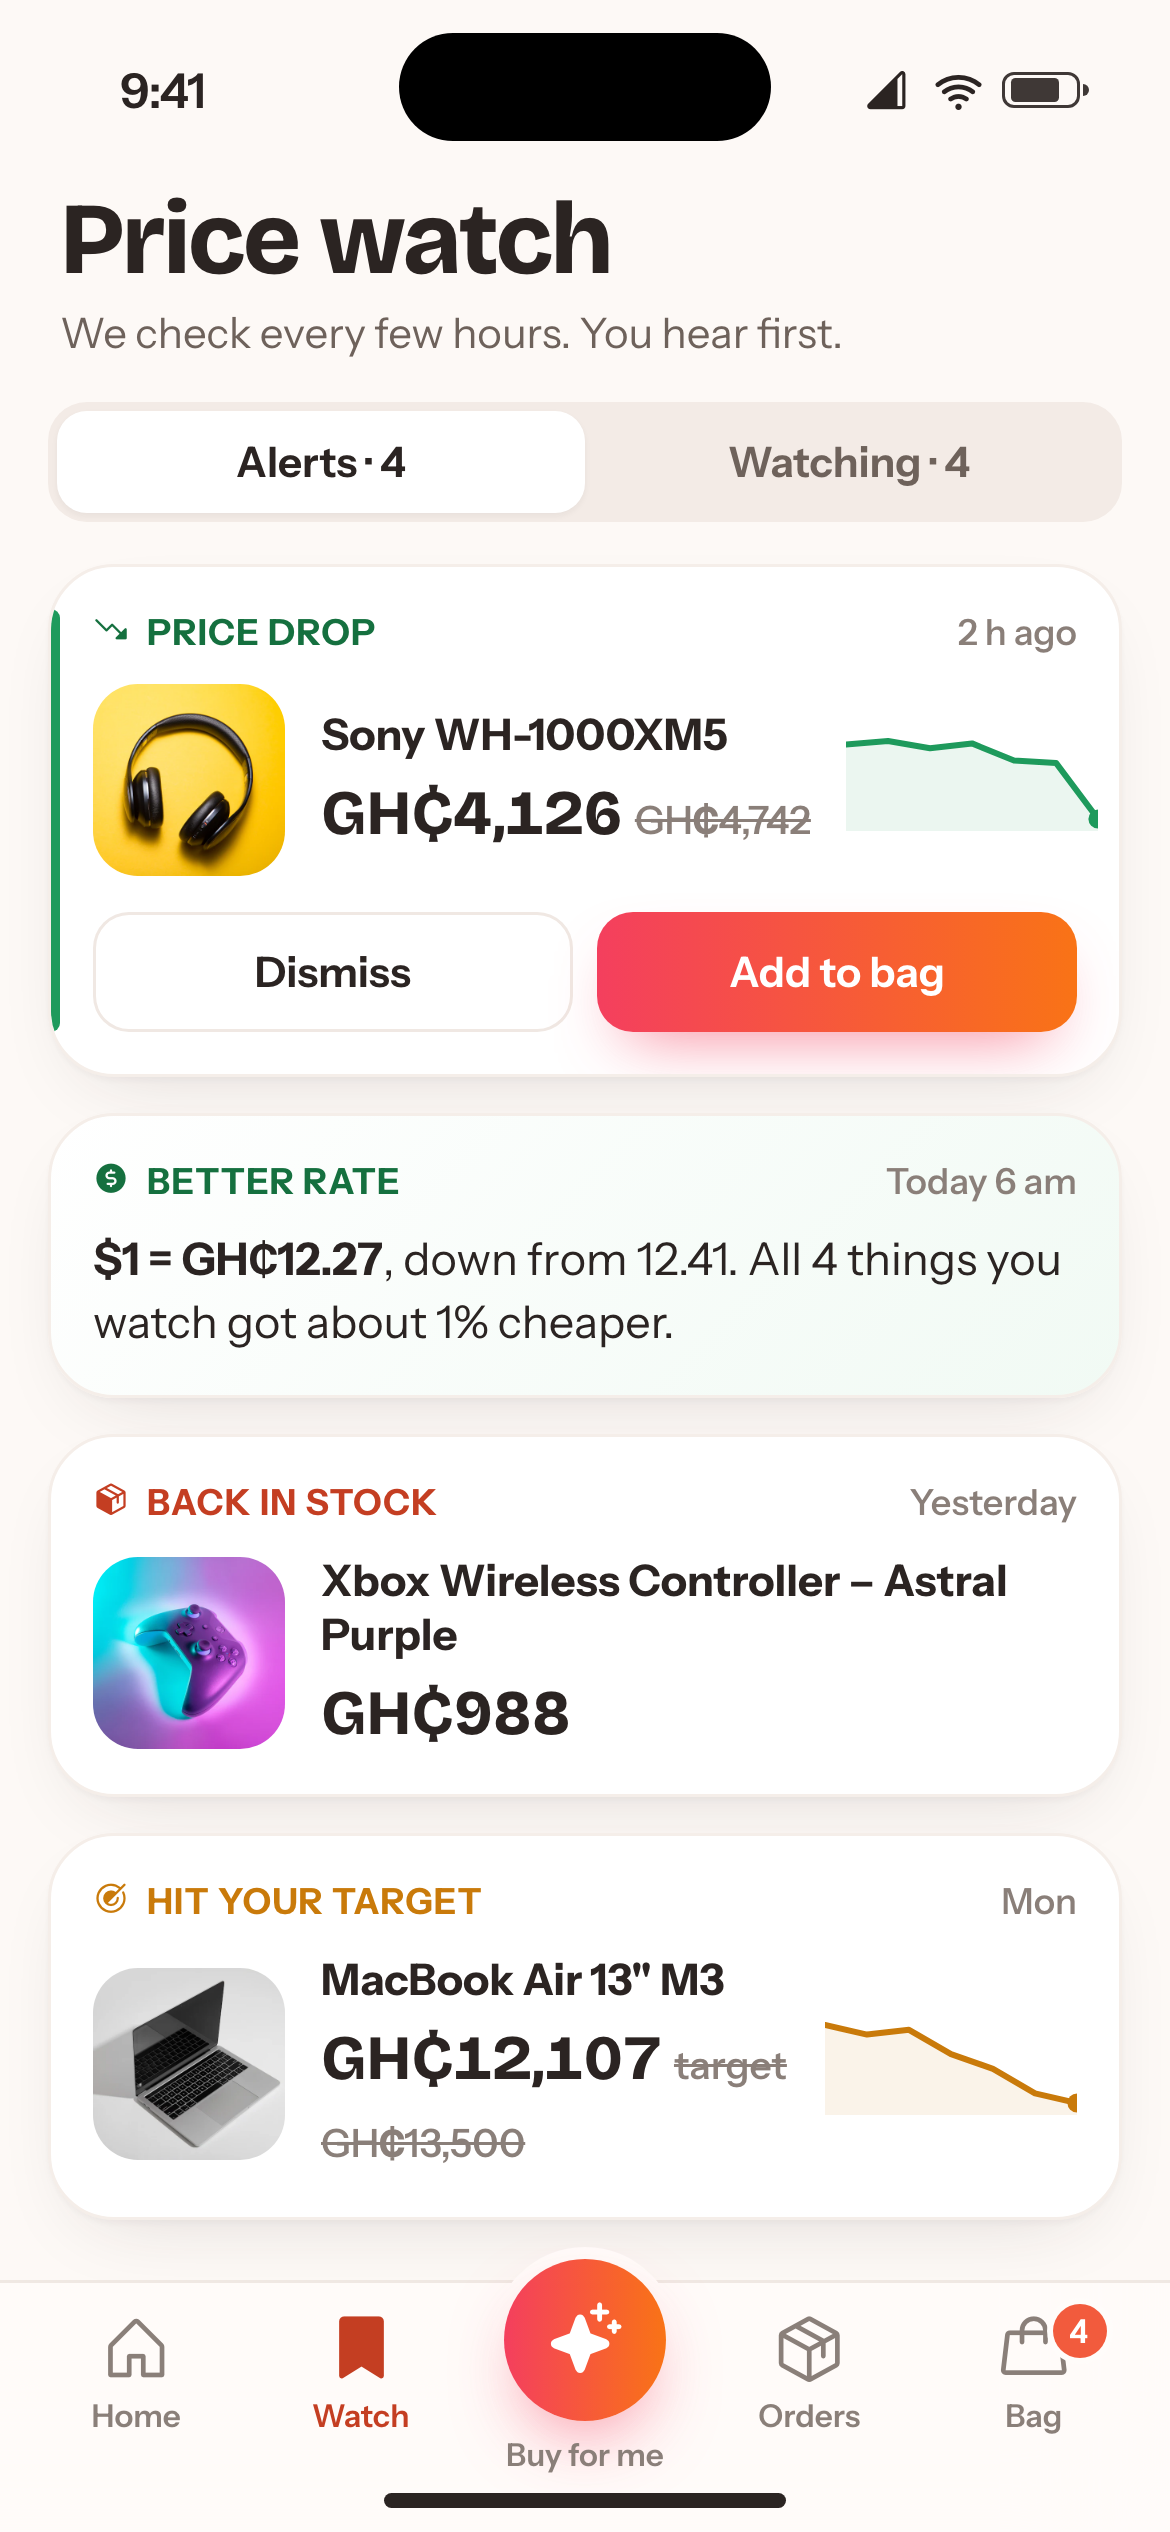 9:41
Price watch
We check every few hours. You hear first.
Alerts · 4
Watching · 4
PRICE DROP
2 h ago
Sony WH-1000XM5
GH₵4,126 GH₵4,742
Dismiss
Add to bag
BETTER RATE
Today 6 am
$1 = GH₵12.27, down from 12.41. All 4 things you
watch got about 1% cheaper.
BACK IN STOCK
Yesterday
Xbox Wireless Controller – Astral
Purple
GH₵988
HIT YOUR TARGET
Mon
MacBook Air 13" M3
GH₵12,107 target
GH₵13,500
Home
Watch
Buy for me
Orders
4
Bag